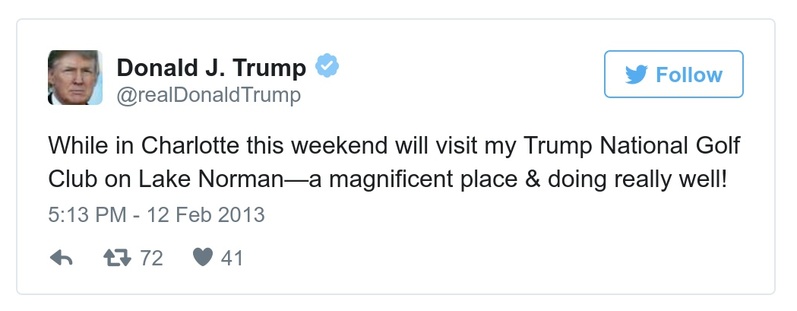 Donald J. Trump
@realDonaldTrump
Follow
While in Charlotte this weekend will visit my Trump National Golf
Club on Lake Norman—a magnificent place & doing really well!
5:13 PM - 12 Feb 2013
72 41